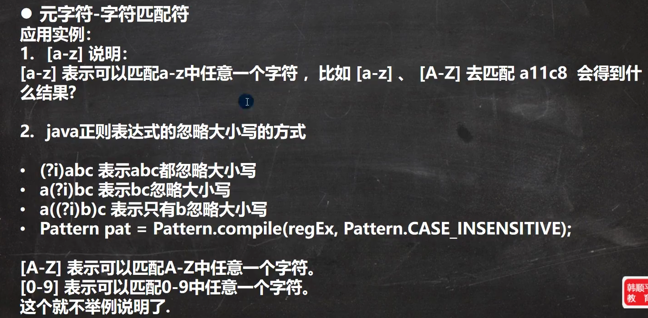 ● 元字符-字符匹配符
应用实例：
1. [a-z] 说明：
[a-z] 表示可以匹配a-z中任意一个字符，比如 [a-z] 、 [A-Z] 去匹配 a11c8 会得到什
么结果?
2. java正则表达式的忽略大小写的方式
• (?i)abc 表示abc都忽略大小写
• a(?i)bc 表示bc忽略大小写
• a((?i)b)c 表示只有b忽略大小写
• Pattern pat = Pattern.compile(regEx, Pattern.CASE_INSENSITIVE);
[A-Z] 表示可以匹配A-Z中任意一个字符。
[0-9] 表示可以匹配0-9中任意一个字符。
这个就不举例说明了.
韩顺平
教 育